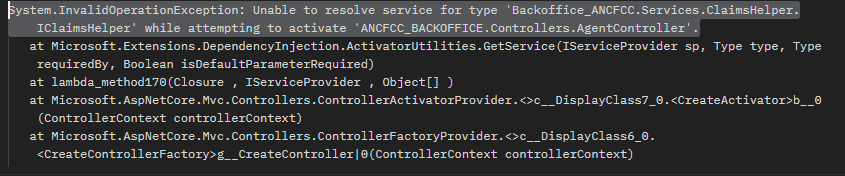 System.InvalidOperationException: Unable to resolve service for type 'Backoffice_ANCFCC.Services.ClaimsHelper.
IClaimsHelper' while attempting to activate 'ANCFCC_BACKOFFICE.Controllers.AgentController'.
at Microsoft.Extensions.DependencyInjection.ActivatorUtilities.GetService(IServiceProvider sp, Type type, Type
requiredBy, Boolean isDefaultParameterRequired)
at lambda_method170(Closure , IServiceProvider , Object[] )
at Microsoft.AspNetCore.Mvc.Controllers.ControllerActivatorProvider.<>c__DisplayClass7_0.<CreateActivator>b__0
(ControllerContext controllerContext)
at Microsoft.AspNetCore.Mvc.Controllers.ControllerFactoryProvider.<>c__DisplayClass6_0.
<CreateControllerFactory>g__CreateController|0(ControllerContext controllerContext)